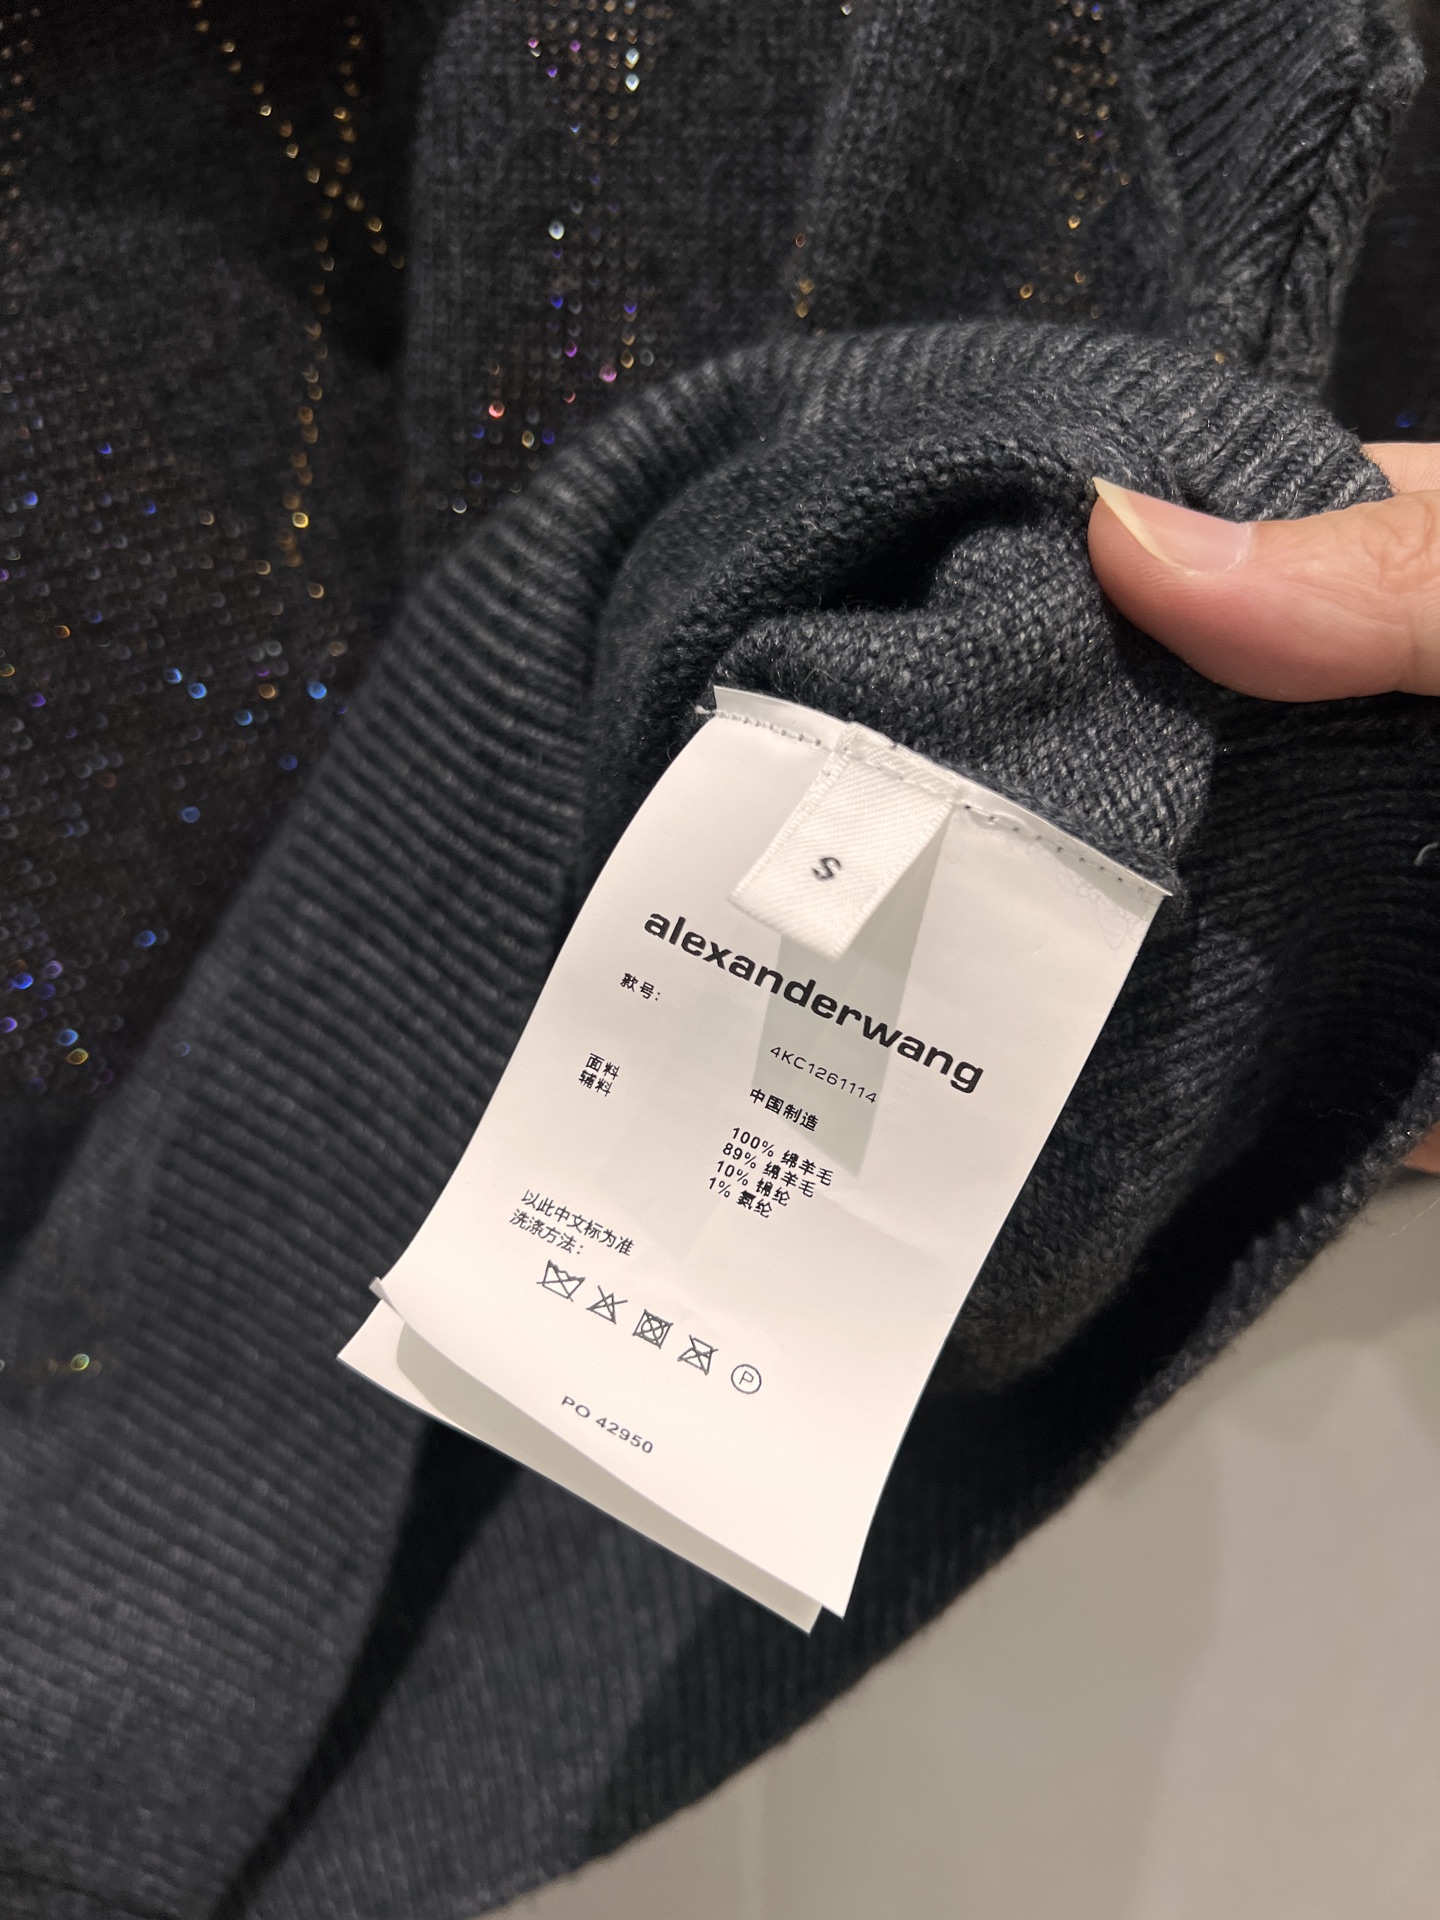 S
alexanderwang
款号:
4KC1261114
中国制造
面料
辅料
100% 绵羊毛
89% 绵羊毛
10% 锦纶
1% 氨纶
以此中文标为准
洗涤方法:
P
PO 42950